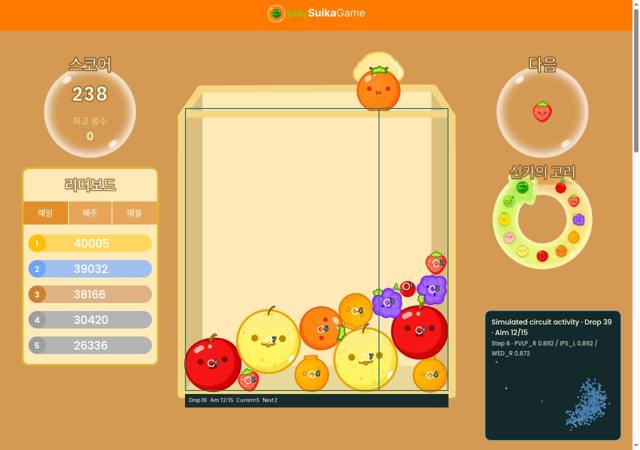 playSuikaGame
스코어
238
최고 점수
0
다음
신카의 고리
리더보드
매일
매주
매월
1 40005
2 39032
3 38166
4 30420
5 26336
Simulated circuit activity · Drop 39
· Aim 12/15
Step 6 · PVLP_R 0.892 / IPS_L 0.892 /
WED_R 0.872
Drop39 Aim 12/15 Current5 Next2